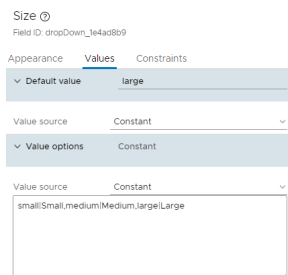 Size
Field ID: dropDown_1e4ad8b9
Appearance Values Constraints
Default value large
Value source Constant
Value options Constant
Value source Constant
small|Small,medium|Medium,large|Large